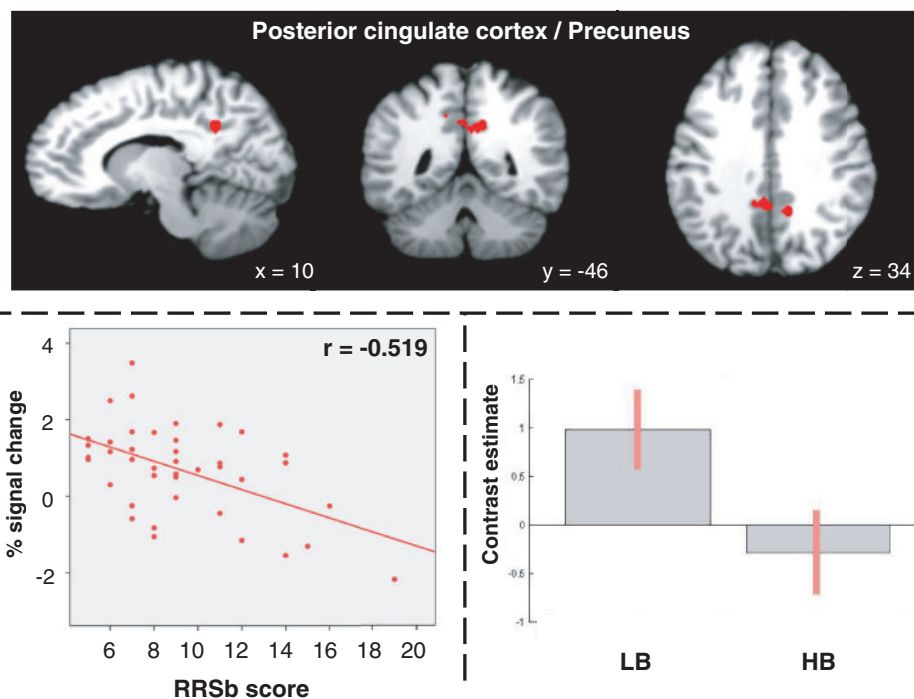 Posterior cingulate cortex / Precuneus
x = 10
y = -46
z = 34
r = -0.519
% signal change
4
2
0
-2
6
8
10
12
14
16
18
20
RRSb score
Contrast estimate
1.5
1
0.5
0
-0.5
-1
LB
HB